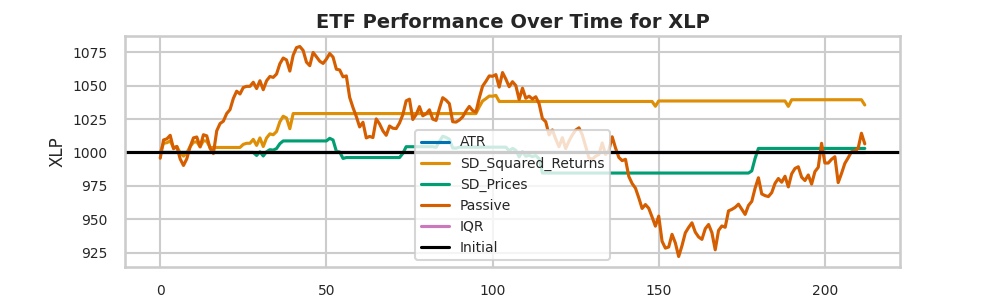 ETF Performance Over Time for XLP
XLP
1075
1050
1025
1000
975
950
925
ATR
SD_Squared_Returns
SD_Prices
Passive
IQR
Initial
0 50 100 150 200